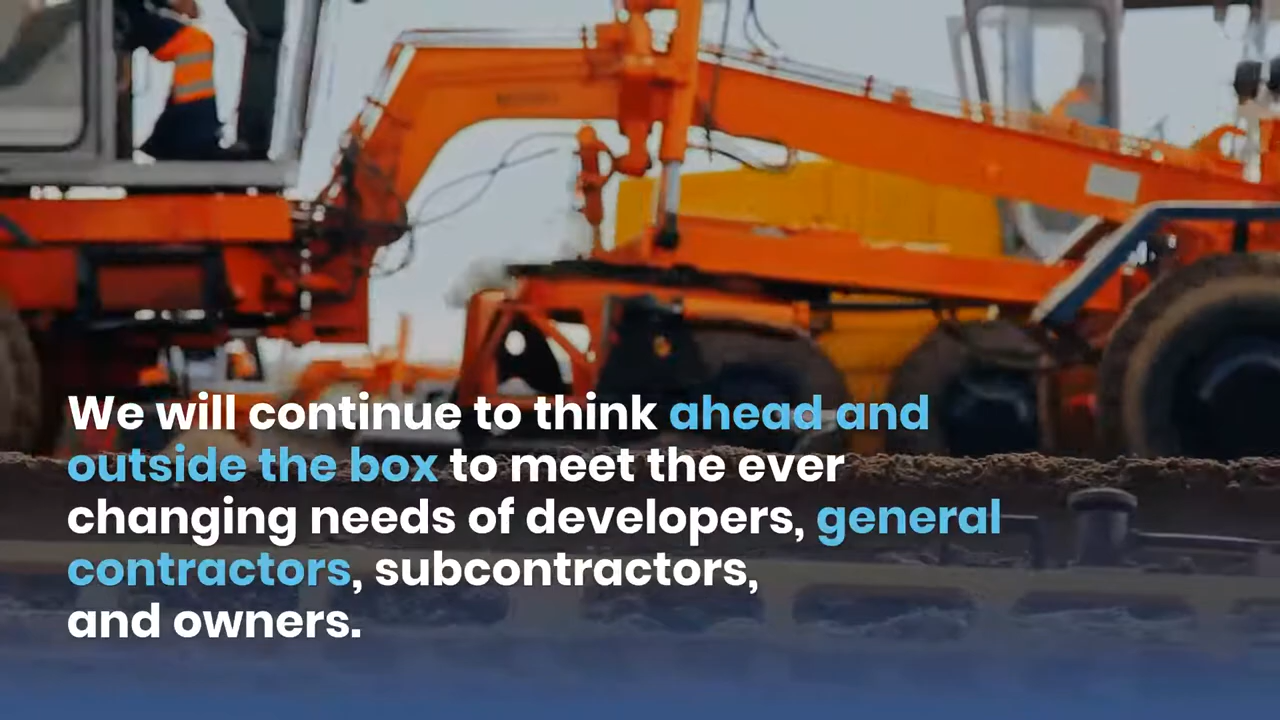 We will continue to think ahead and
outside the box to meet the ever
changing needs of developers, general
contractors, subcontractors,
and owners.